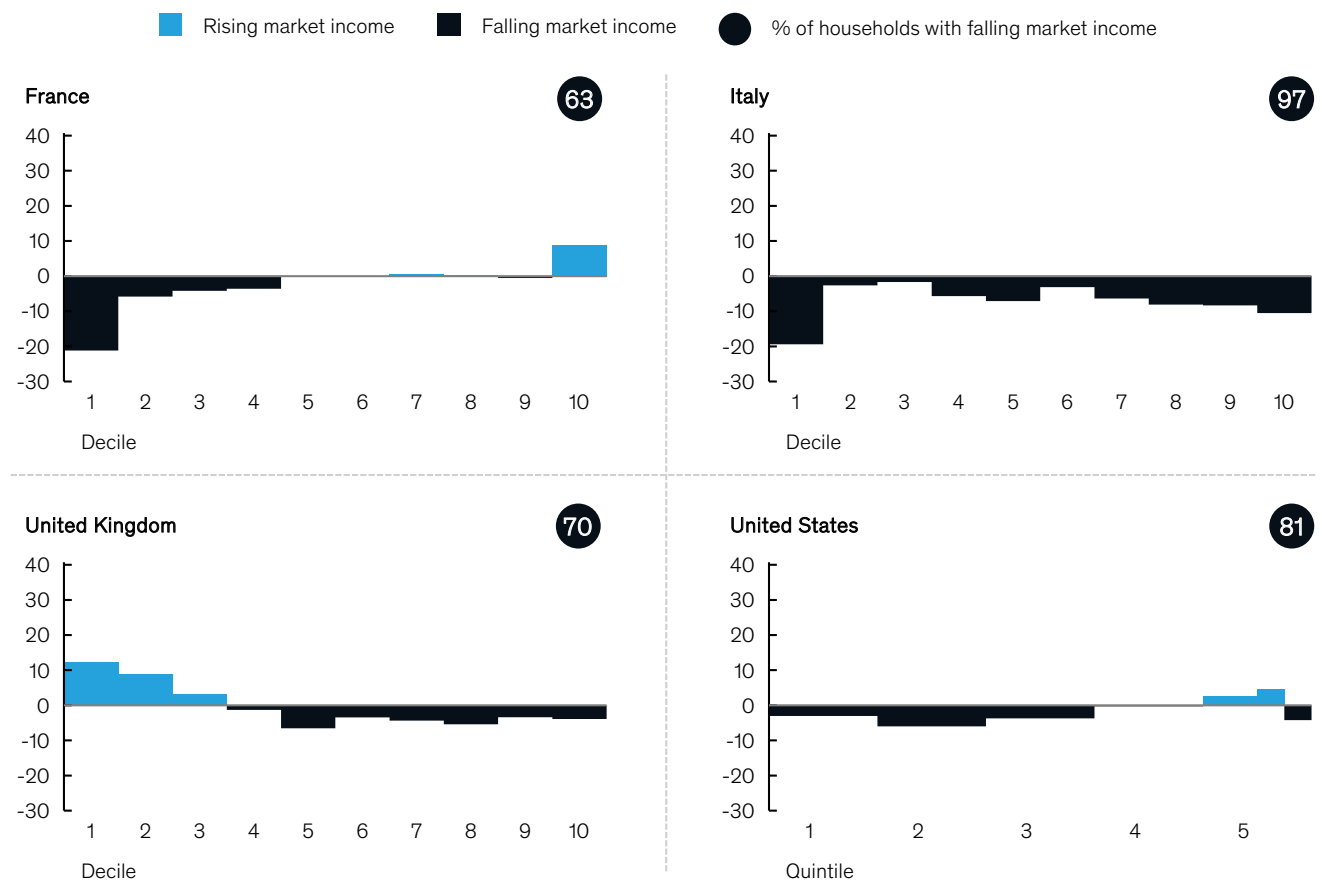 Rising market income Falling market income % of households with falling market income
France 63
40
30
20
10
0
-10
-20
-30
1 2 3 4 5 6 7 8 9 10
Decile
Italy 97
40
30
20
10
0
-10
-20
-30
1 2 3 4 5 6 7 8 9 10
Decile
United Kingdom 70
40
30
20
10
0
-10
-20
-30
1 2 3 4 5 6 7 8 9 10
Decile
United States 81
40
30
20
10
0
-10
-20
-30
1 2 3 4 5
Quintile